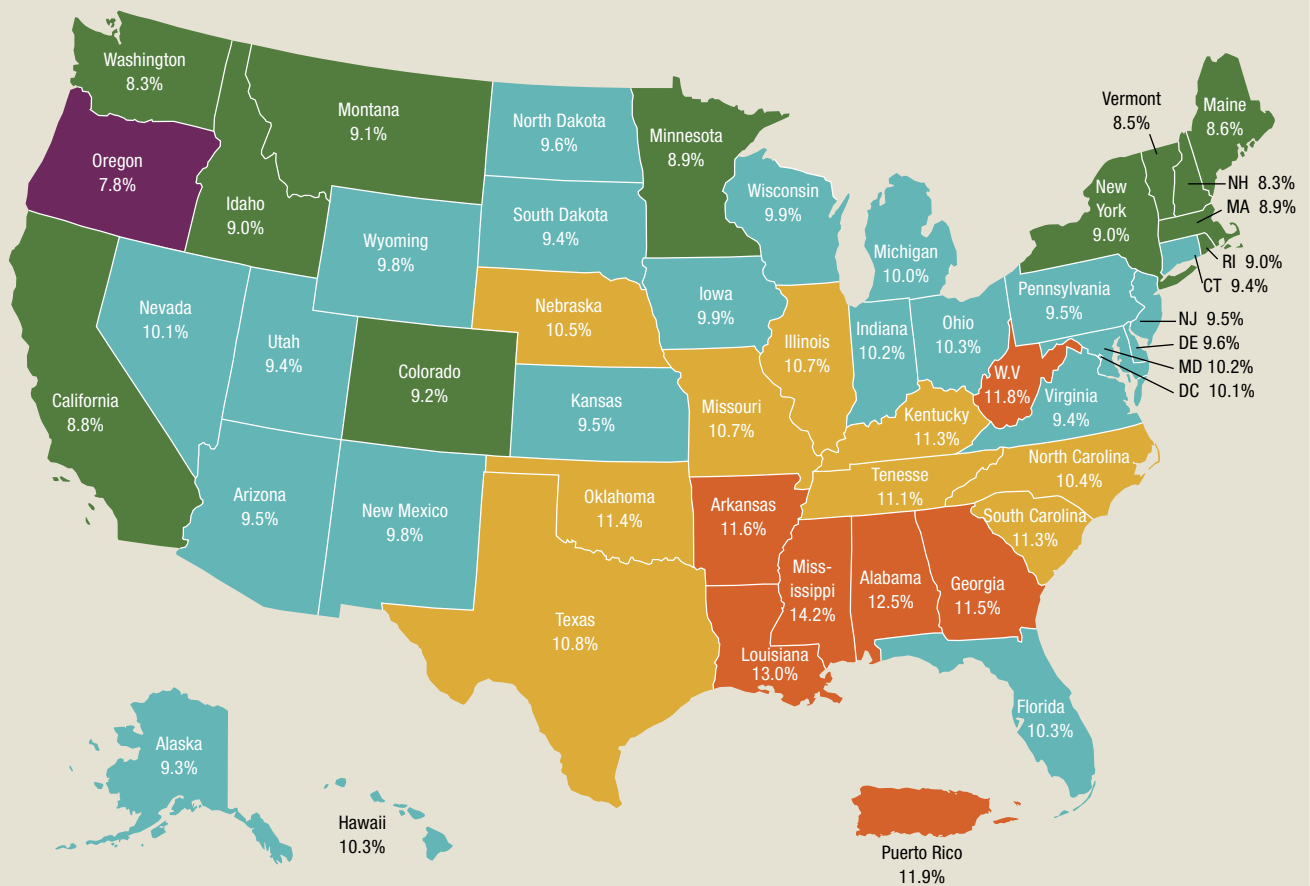 Washington
8.3%
Oregon
7.8%
Idaho
9.0%
Montana
9.1%
Wyoming
9.8%
North Dakota
9.6%
South Dakota
9.4%
Minnesota
8.9%
Wisconsin
9.9%
Michigan
10.0%
Vermont
8.5%
Maine
8.6%
New
York
9.0%
NH 8.3%
MA 8.9%
RI 9.0%
CT 9.4%
Pennsylvania
9.5%
NJ 9.5%
DE 9.6%
MD 10.2%
DC 10.1%
California
8.8%
Nevada
10.1%
Utah
9.4%
Colorado
9.2%
Nebraska
10.5%
Iowa
9.9%
Illinois
10.7%
Indiana
10.2%
Ohio
10.3%
W.V
11.8%
Virginia
9.4%
Kansas
9.5%
Missouri
10.7%
Kentucky
11.3%
Arizona
9.5%
New Mexico
9.8%
Oklahoma
11.4%
Arkansas
11.6%
Tenesse
11.1%
North Carolina
10.4%
South Carolina
11.3%
Texas
10.8%
Louisiana
13.0%
Miss-
issippi
14.2%
Alabama
12.5%
Georgia
11.5%
Florida
10.3%
Alaska
9.3%
Hawaii
10.3%
Puerto Rico
11.9%